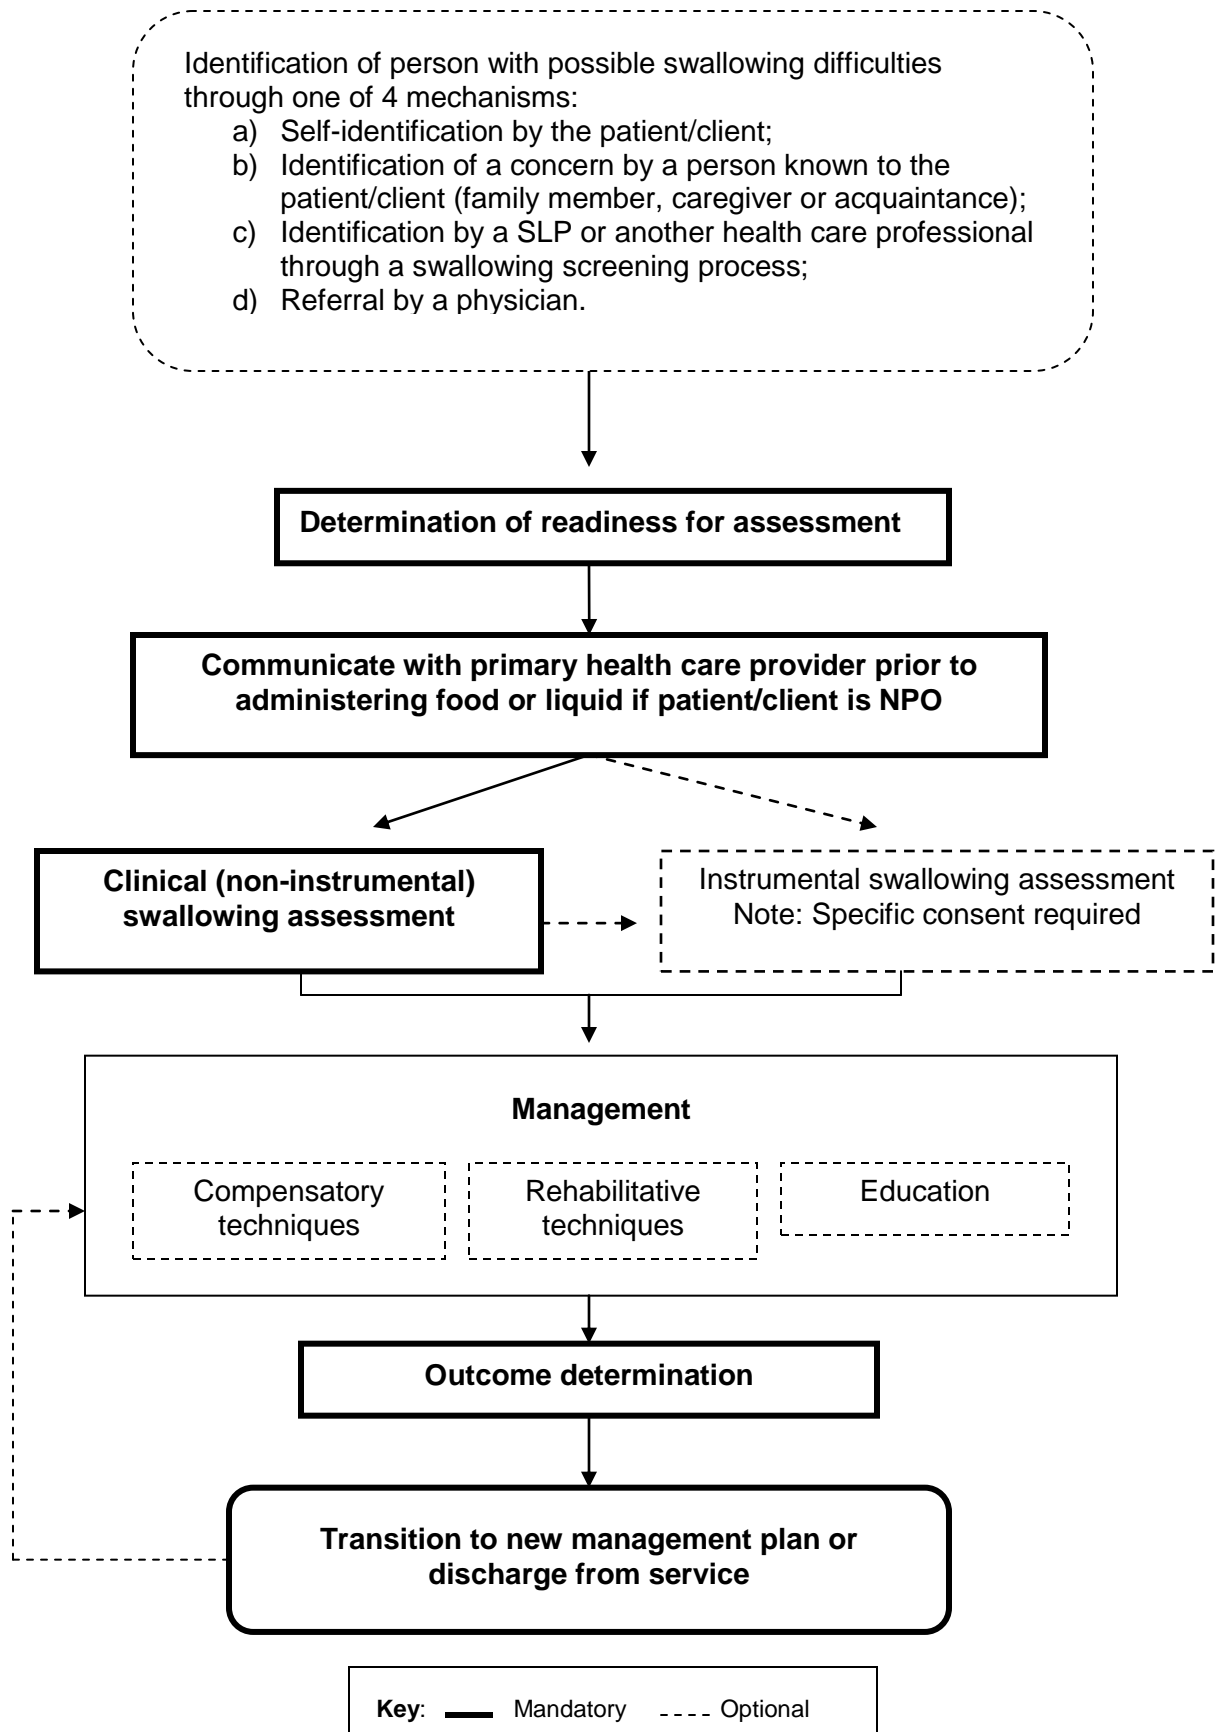 Identification of person with possible swallowing difficulties
through one of 4 mechanisms:
a) Self-identification by the patient/client;
b) Identification of a concern by a person known to the
patient/client (family member, caregiver or acquaintance);
c) Identification by a SLP or another health care professional
through a swallowing screening process;
d) Referral by a physician.
Determination of readiness for assessment
Communicate with primary health care provider prior to
administering food or liquid if patient/client is NPO
Clinical (non-instrumental)
swallowing assessment
Instrumental swallowing assessment
Note: Specific consent required
Management
Compensatory
techniques
Rehabilitative
techniques
Education
Outcome determination
Transition to new management plan or
discharge from service
Key: Mandatory Optional